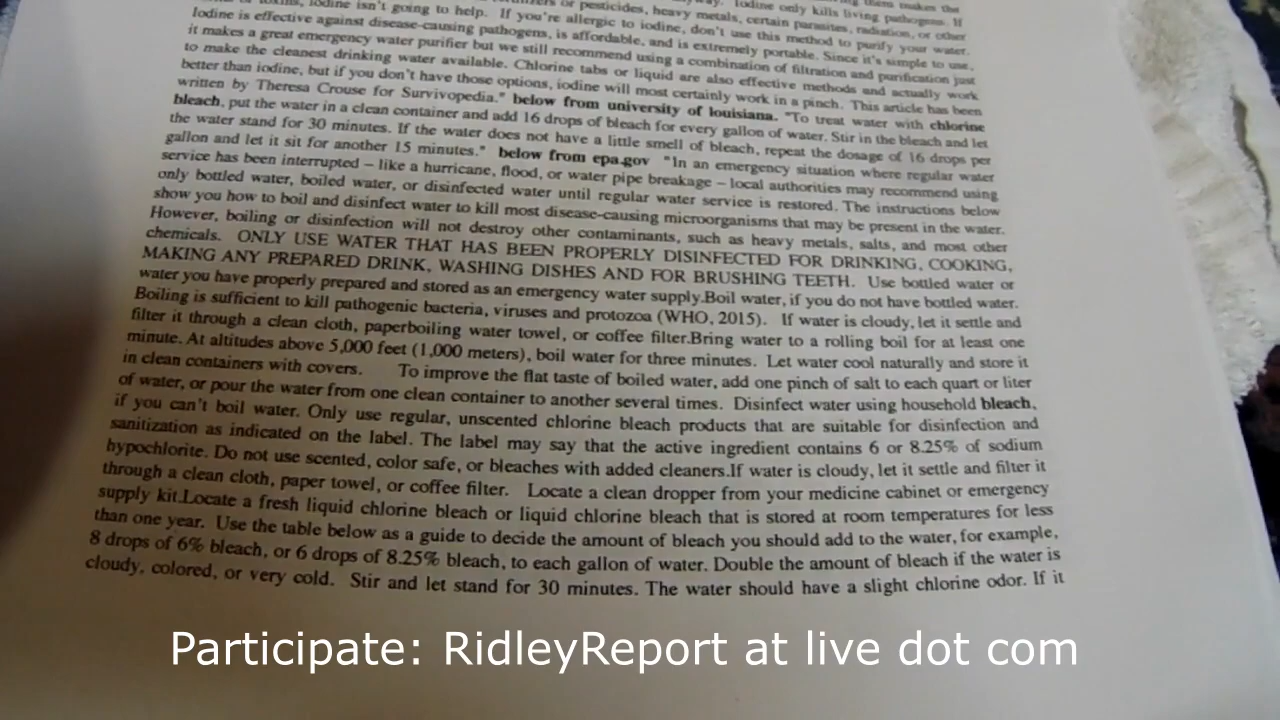 them makes the
or toxins, iodine isn't going to help. If you're allergic to iodine, don't use this method to purify your water.
or pesticides, heavy metals, certain parasites, radiation, or other
Iodine only kills living pathogens. If
Iodine is effective against disease-causing pathogens, is affordable, and is extremely portable. Since it's simple to use,
it makes a great emergency water purifier but we still recommend using a combination of filtration and purification just
to make the cleanest drinking water available. Chlorine tabs or liquid are also effective methods and actually work
better than iodine, but if you don't have those options, iodine will most certainly work in a pinch. This article has been
written by Theresa Crouse for Survivopedia." below from university of louisiana. "To treat water with chlorine
bleach, put the water in a clean container and add 16 drops of bleach for every gallon of water. Stir in the bleach and let
the water stand for 30 minutes. If the water does not have a little smell of bleach, repeat the dosage of 16 drops per
gallon and let it sit for another 15 minutes." below from epa.gov "In an emergency situation where regular water
service has been interrupted – like a hurricane, flood, or water pipe breakage – local authorities may recommend using
only bottled water, boiled water, or disinfected water until regular water service is restored. The instructions below
show you how to boil and disinfect water to kill most disease-causing microorganisms that may be present in the water.
However, boiling or disinfection will not destroy other contaminants, such as heavy metals, salts, and most other
chemicals. ONLY USE WATER THAT HAS BEEN PROPERLY DISINFECTED FOR DRINKING, COOKING,
MAKING ANY PREPARED DRINK, WASHING DISHES AND FOR BRUSHING TEETH. Use bottled water or
water you have properly prepared and stored as an emergency water supply.Boil water, if you do not have bottled water.
Boiling is sufficient to kill pathogenic bacteria, viruses and protozoa (WHO, 2015). If water is cloudy, let it settle and
filter it through a clean cloth, paperboiling water towel, or coffee filter.Bring water to a rolling boil for at least one
minute. At altitudes above 5,000 feet (1,000 meters), boil water for three minutes. Let water cool naturally and store it
in clean containers with covers. To improve the flat taste of boiled water, add one pinch of salt to each quart or liter
of water, or pour the water from one clean container to another several times. Disinfect water using household bleach,
if you can't boil water. Only use regular, unscented chlorine bleach products that are suitable for disinfection and
sanitization as indicated on the label. The label may say that the active ingredient contains 6 or 8.25% of sodium
hypochlorite. Do not use scented, color safe, or bleaches with added cleaners.If water is cloudy, let it settle and filter it
through a clean cloth, paper towel, or coffee filter. Locate a clean dropper from your medicine cabinet or emergency
supply kit.Locate a fresh liquid chlorine bleach or liquid chlorine bleach that is stored at room temperatures for less
than one year. Use the table below as a guide to decide the amount of bleach you should add to the water, for example,
8 drops of 6% bleach, or 6 drops of 8.25% bleach, to each gallon of water. Double the amount of bleach if the water is
cloudy, colored, or very cold. Stir and let stand for 30 minutes. The water should have a slight chlorine odor. If it
Participate: RidleyReport at live dot com